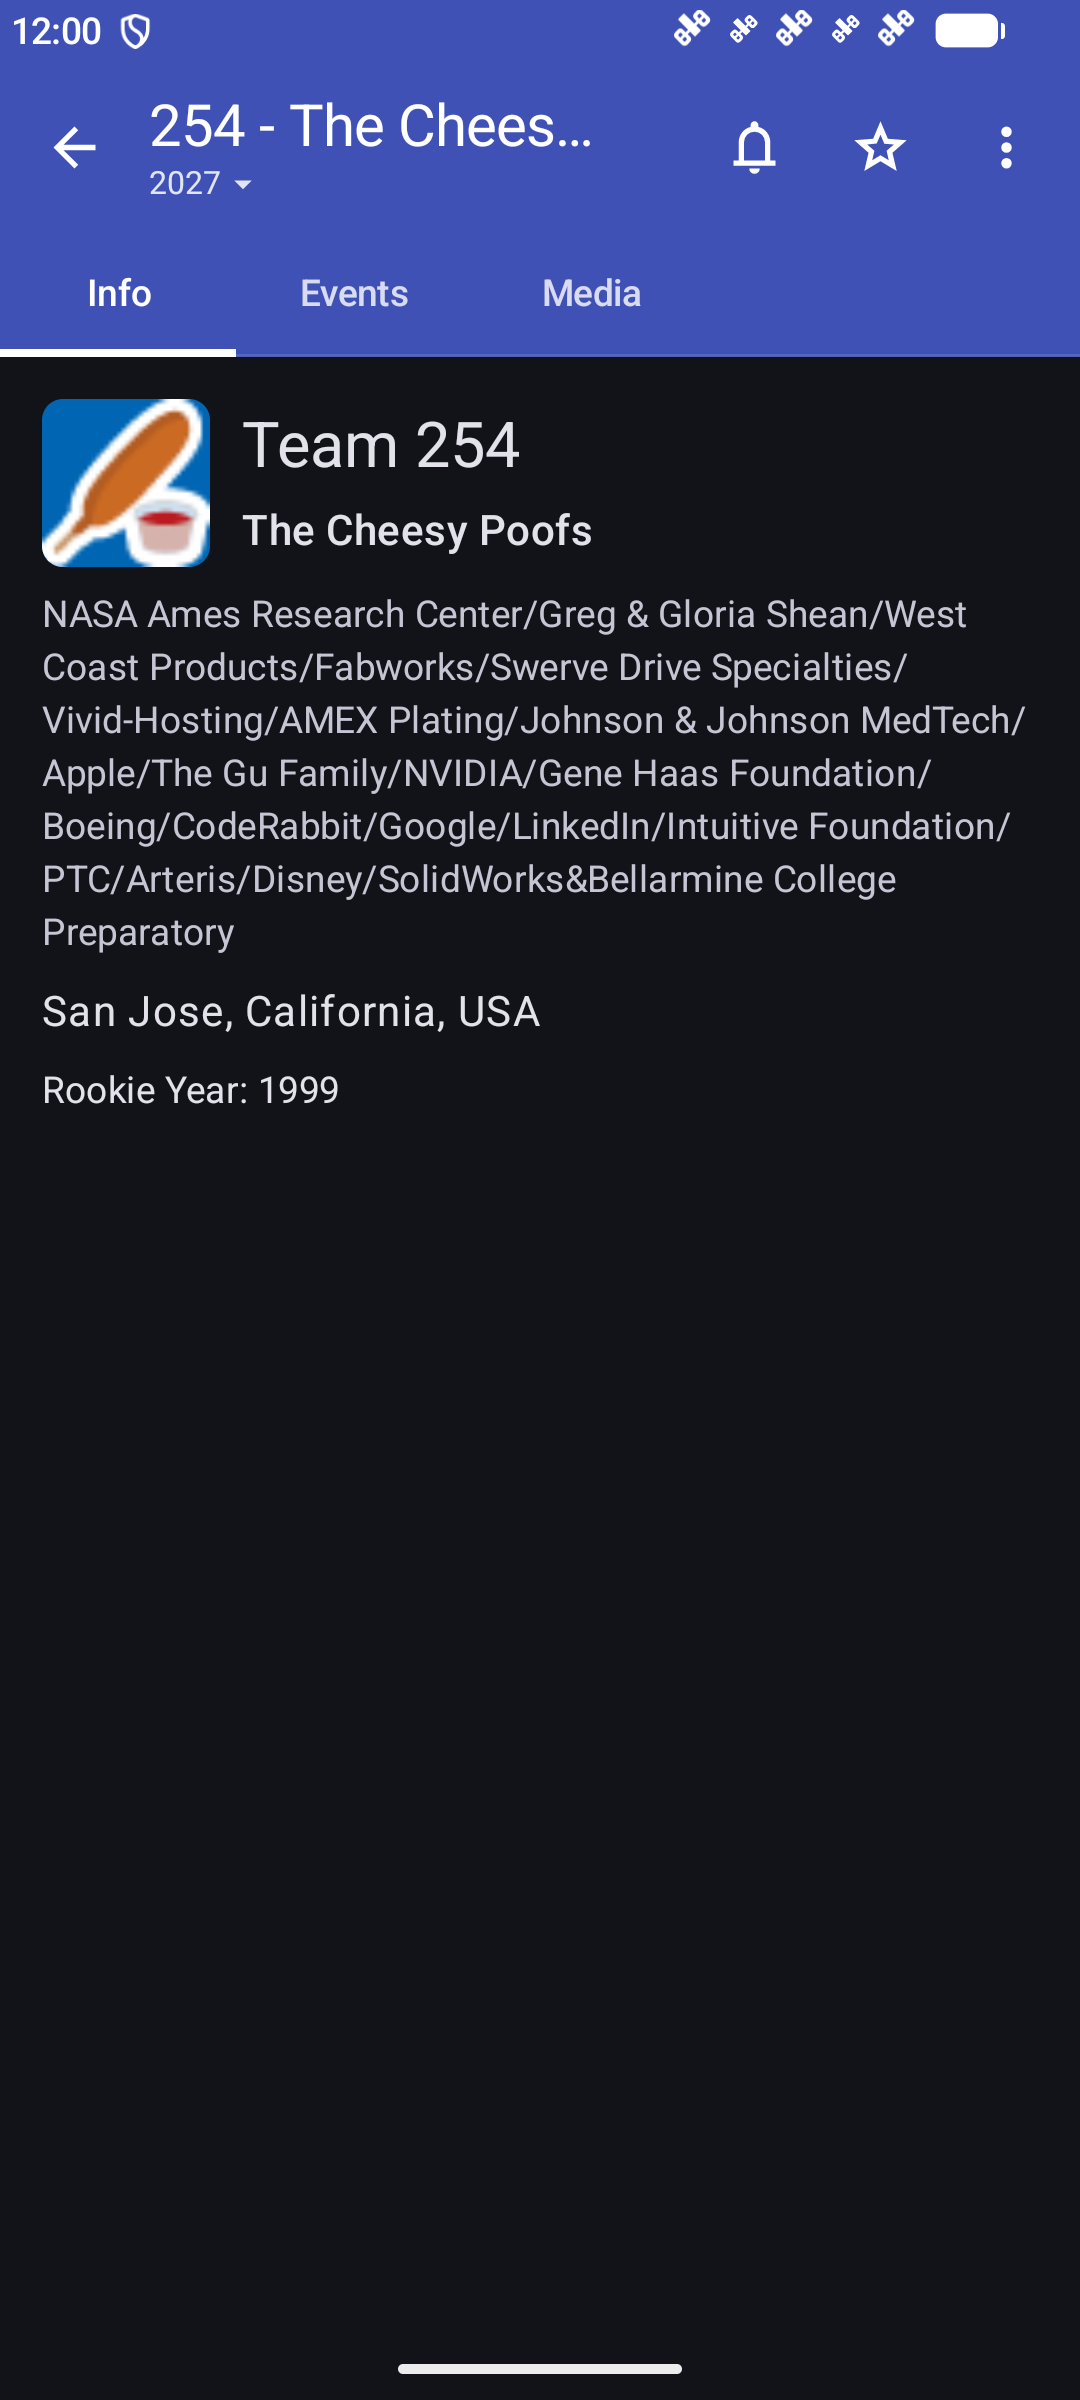 12:00
254 - The Chees...
2027
Info
Events
Media
Team 254
The Cheesy Poofs
NASA Ames Research Center/Greg & Gloria Shean/West
Coast Products/Fabworks/Swerve Drive Specialties/
Vivid-Hosting/AMEX Plating/Johnson & Johnson MedTech/
Apple/The Gu Family/NVIDIA/Gene Haas Foundation/
Boeing/CodeRabbit/Google/LinkedIn/Intuitive Foundation/
PTC/Arteris/Disney/SolidWorks&Bellarmine College
Preparatory
San Jose, California, USA
Rookie Year: 1999